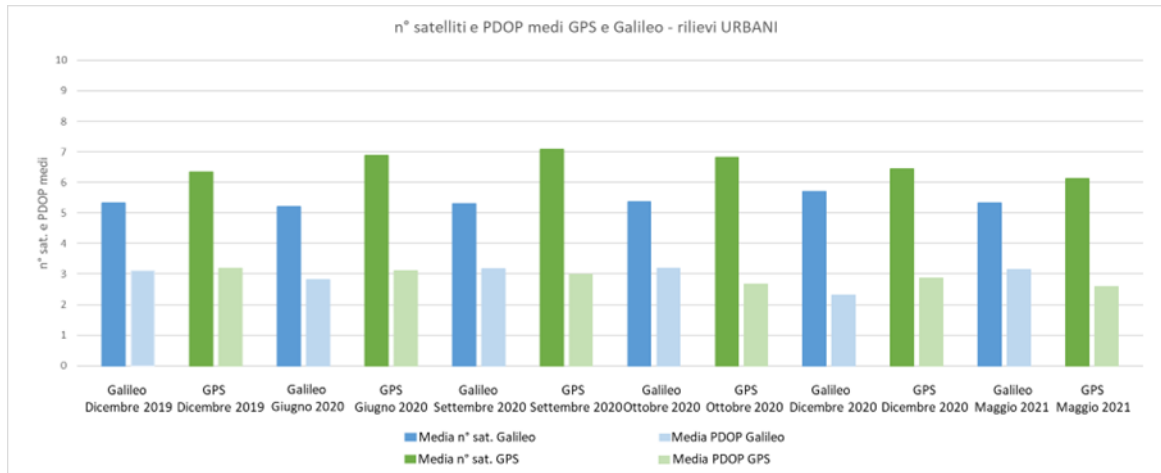 n° satelliti e PDOP medi GPS e Galileo - rilievi URBANI
n° sat. e PDOP medi
10
9
8
7
6
5
4
3
2
1
0
Galileo
Dicembre 2019
GPS
Dicembre 2019
Galileo
Giugno 2020
GPS
Giugno 2020
Galileo
Settembre 2020
GPS
Settembre 2020
Galileo
Ottobre 2020
GPS
Ottobre 2020
Galileo
Dicembre 2020
GPS
Dicembre 2020
Galileo
Maggio 2021
GPS
Maggio 2021
Media n° sat. Galileo
Media PDOP Galileo
Media n° sat. GPS
Media PDOP GPS